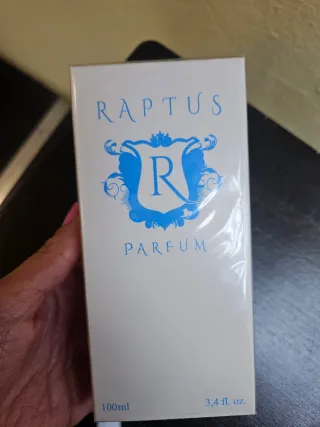 RAPTUS
R
PARFUM
100ml 3,4 fl. oz.